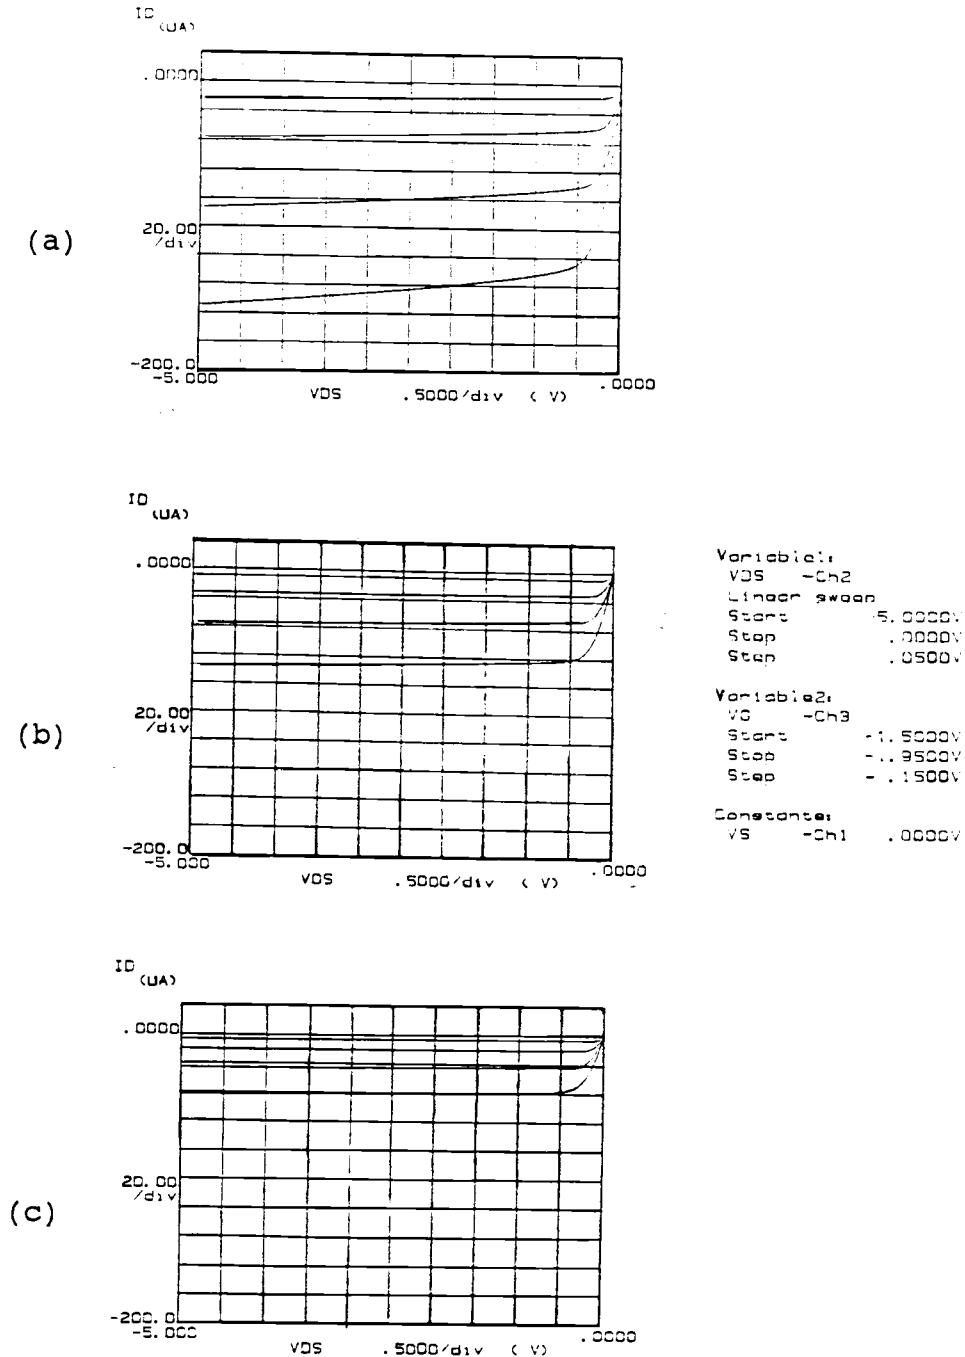 ID
(UA)
.0000
(a)
20.00
/div
-200.0
-5.000
.0000
VDS .5000/div ( V)
ID
(UA)
.0000
(b)
20.00
/div
-200.0
-5.000
.0000
VDS .5000/div ( V)
Variable1:
VDS -Ch2
Linear sweep
Start 5.0000V
Stop .0000V
Step .0500V
Variable2:
VG -Ch3
Start -1.5000V
Stop -1.9500V
Step - .1500V
Constants:
VS -Ch1 .0000V
ID
(UA)
.0000
(c)
20.00
/div
-200.0
-5.000
.0000
VDS .5000/div ( V)